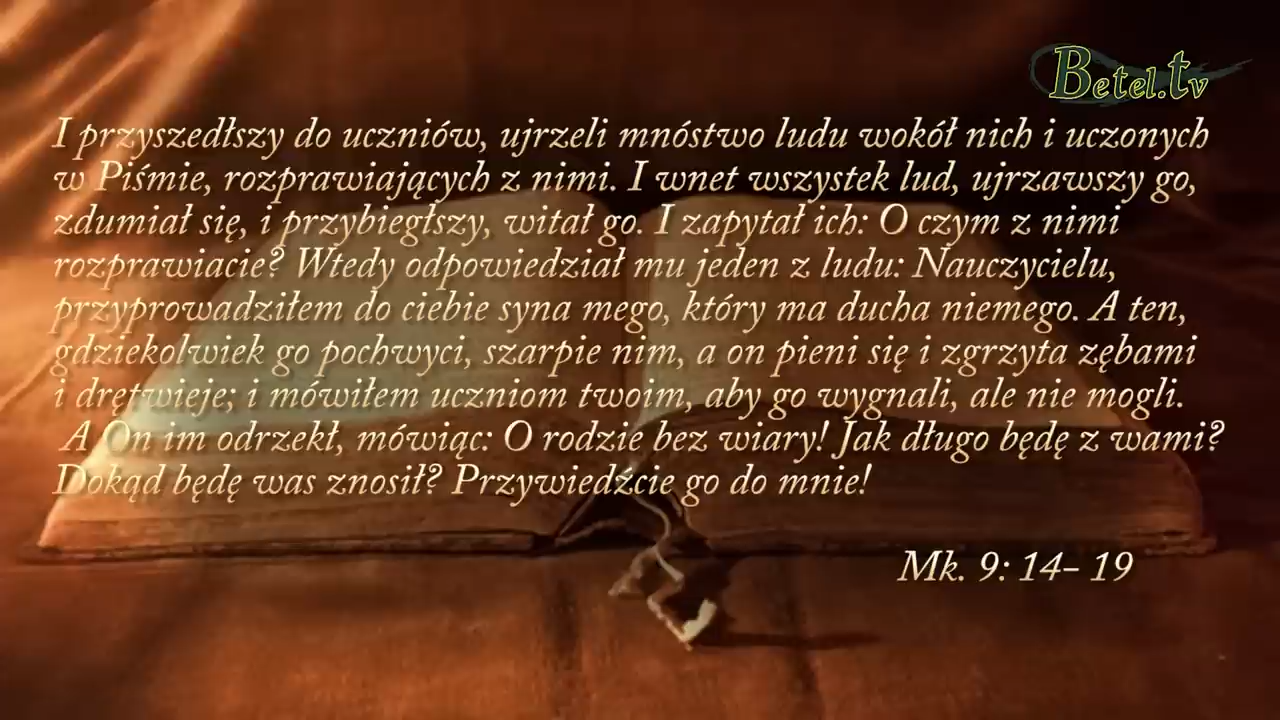 Betel.tv
I przyszedłszy do uczniów, ujrzeli mnóstwo ludu wokół nich i uczonych
w Piśmie, rozprawiających z nimi. I wnet wszystek lud, ujrzawszy go,
zdumiał się, i przybiegłszy, witał go. I zapytał ich: O czym z nimi
rozprawiacie? Wtedy odpowiedział mu jeden z ludu: Nauczycielu,
przyprowadziłem do ciebie syna mego, który ma ducha niemego. A ten,
gdziekolwiek go pochwyci, szarpie nim, a on pieni się i zgrzyta zębami
i drętwieje; i mówiłem uczniom twoim, aby go wygnali, ale nie mogli.
A On im odrzekł, mówiąc: O rodzie bez wiary! Jak długo będę z wami?
Dokąd będę was znosił? Przywiedźcie go do mnie!
Mk. 9: 14– 19